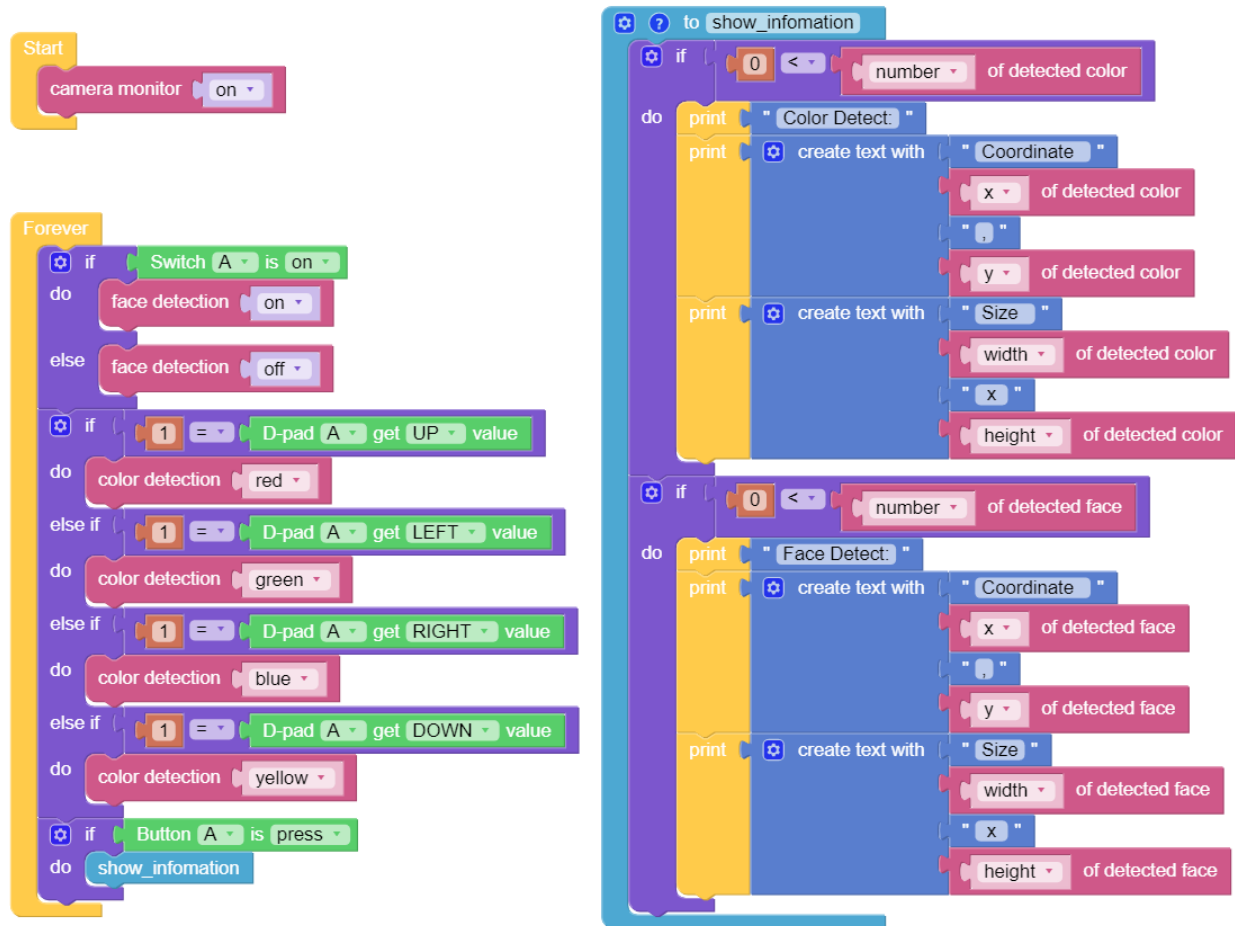 Start
camera monitor on
Forever
if Switch A is on
do face detection on
else face detection off
if 1 = D-pad A get UP value
do color detection red
else if 1 = D-pad A get LEFT value
do color detection green
else if 1 = D-pad A get RIGHT value
do color detection blue
else if 1 = D-pad A get DOWN value
do color detection yellow
if Button A is press
do show_infomation
? to show_infomation
if 0 < number of detected color
do print " Color Detect: "
print create text with " Coordinate "
x of detected color
" , "
y of detected color
print create text with " Size "
width of detected color
" x "
height of detected color
if 0 < number of detected face
do print " Face Detect: "
print create text with " Coordinate "
x of detected face
" , "
y of detected face
print create text with " Size "
width of detected face
" x "
height of detected face